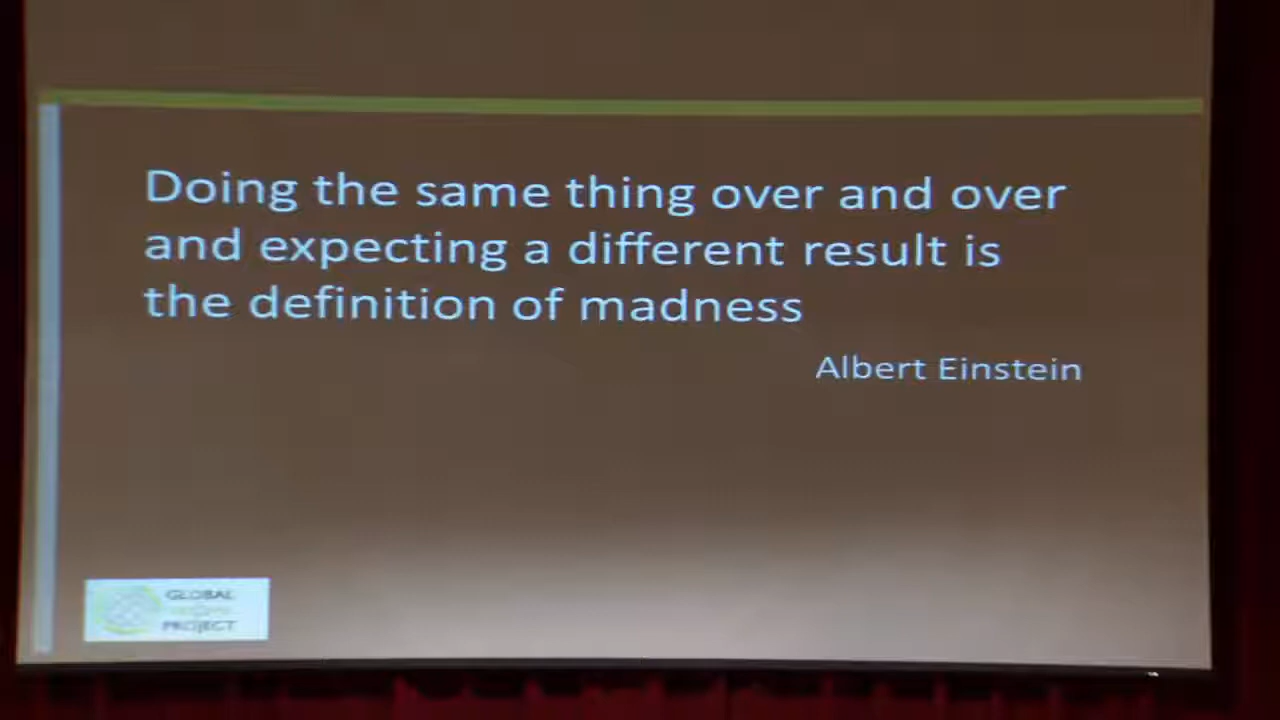 Doing the same thing over and over
and expecting a different result is
the definition of madness
Albert Einstein
GLOBAL
PROJECT